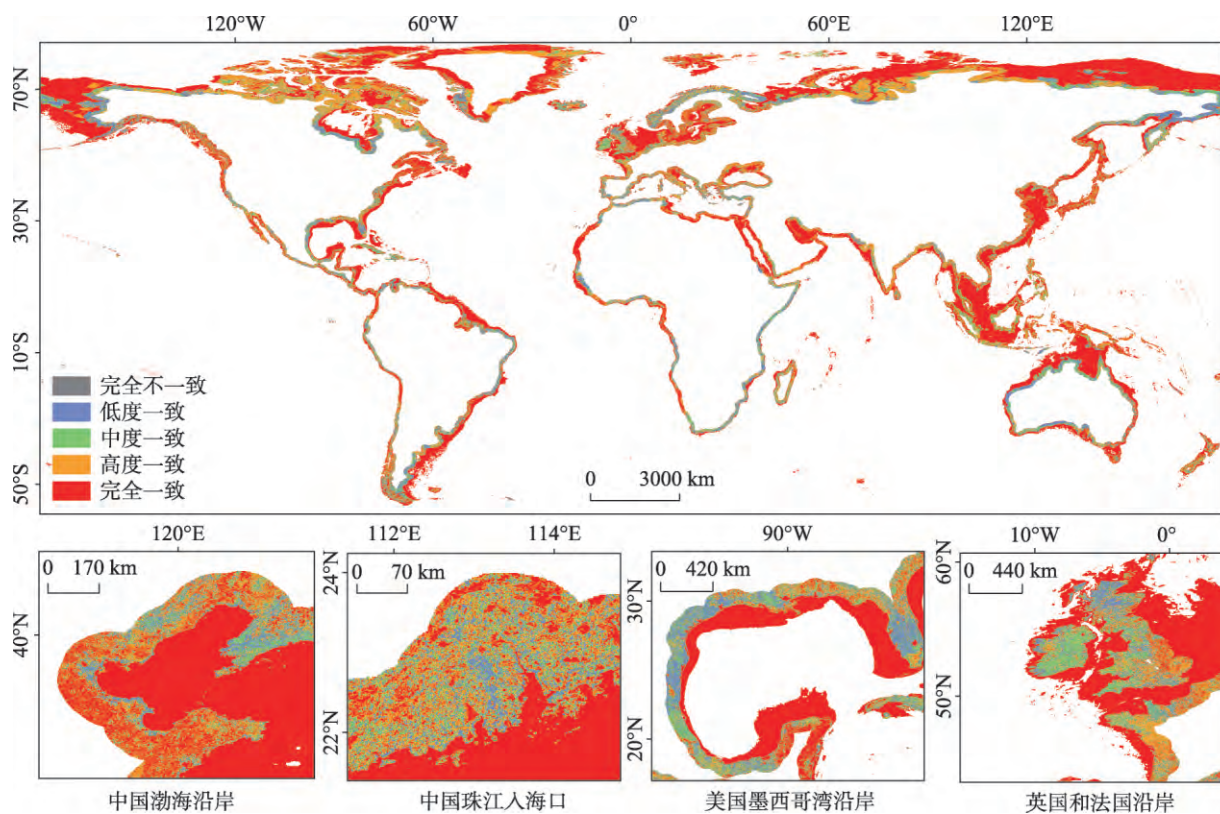 120°W 60°W 0° 60°E 120°E
70°N
30°N
10°S
50°S
完全不一致
低度一致
中度一致
高度一致
完全一致
0 3000 km
120°E
0 170 km
40°N
中国渤海沿岸
112°E 114°E
0 70 km
24°N
22°N
中国珠江入海口
90°W
0 420 km
30°N
20°N
美国墨西哥湾沿岸
10°W 0°
0 440 km
60°N
50°N
英国和法国沿岸